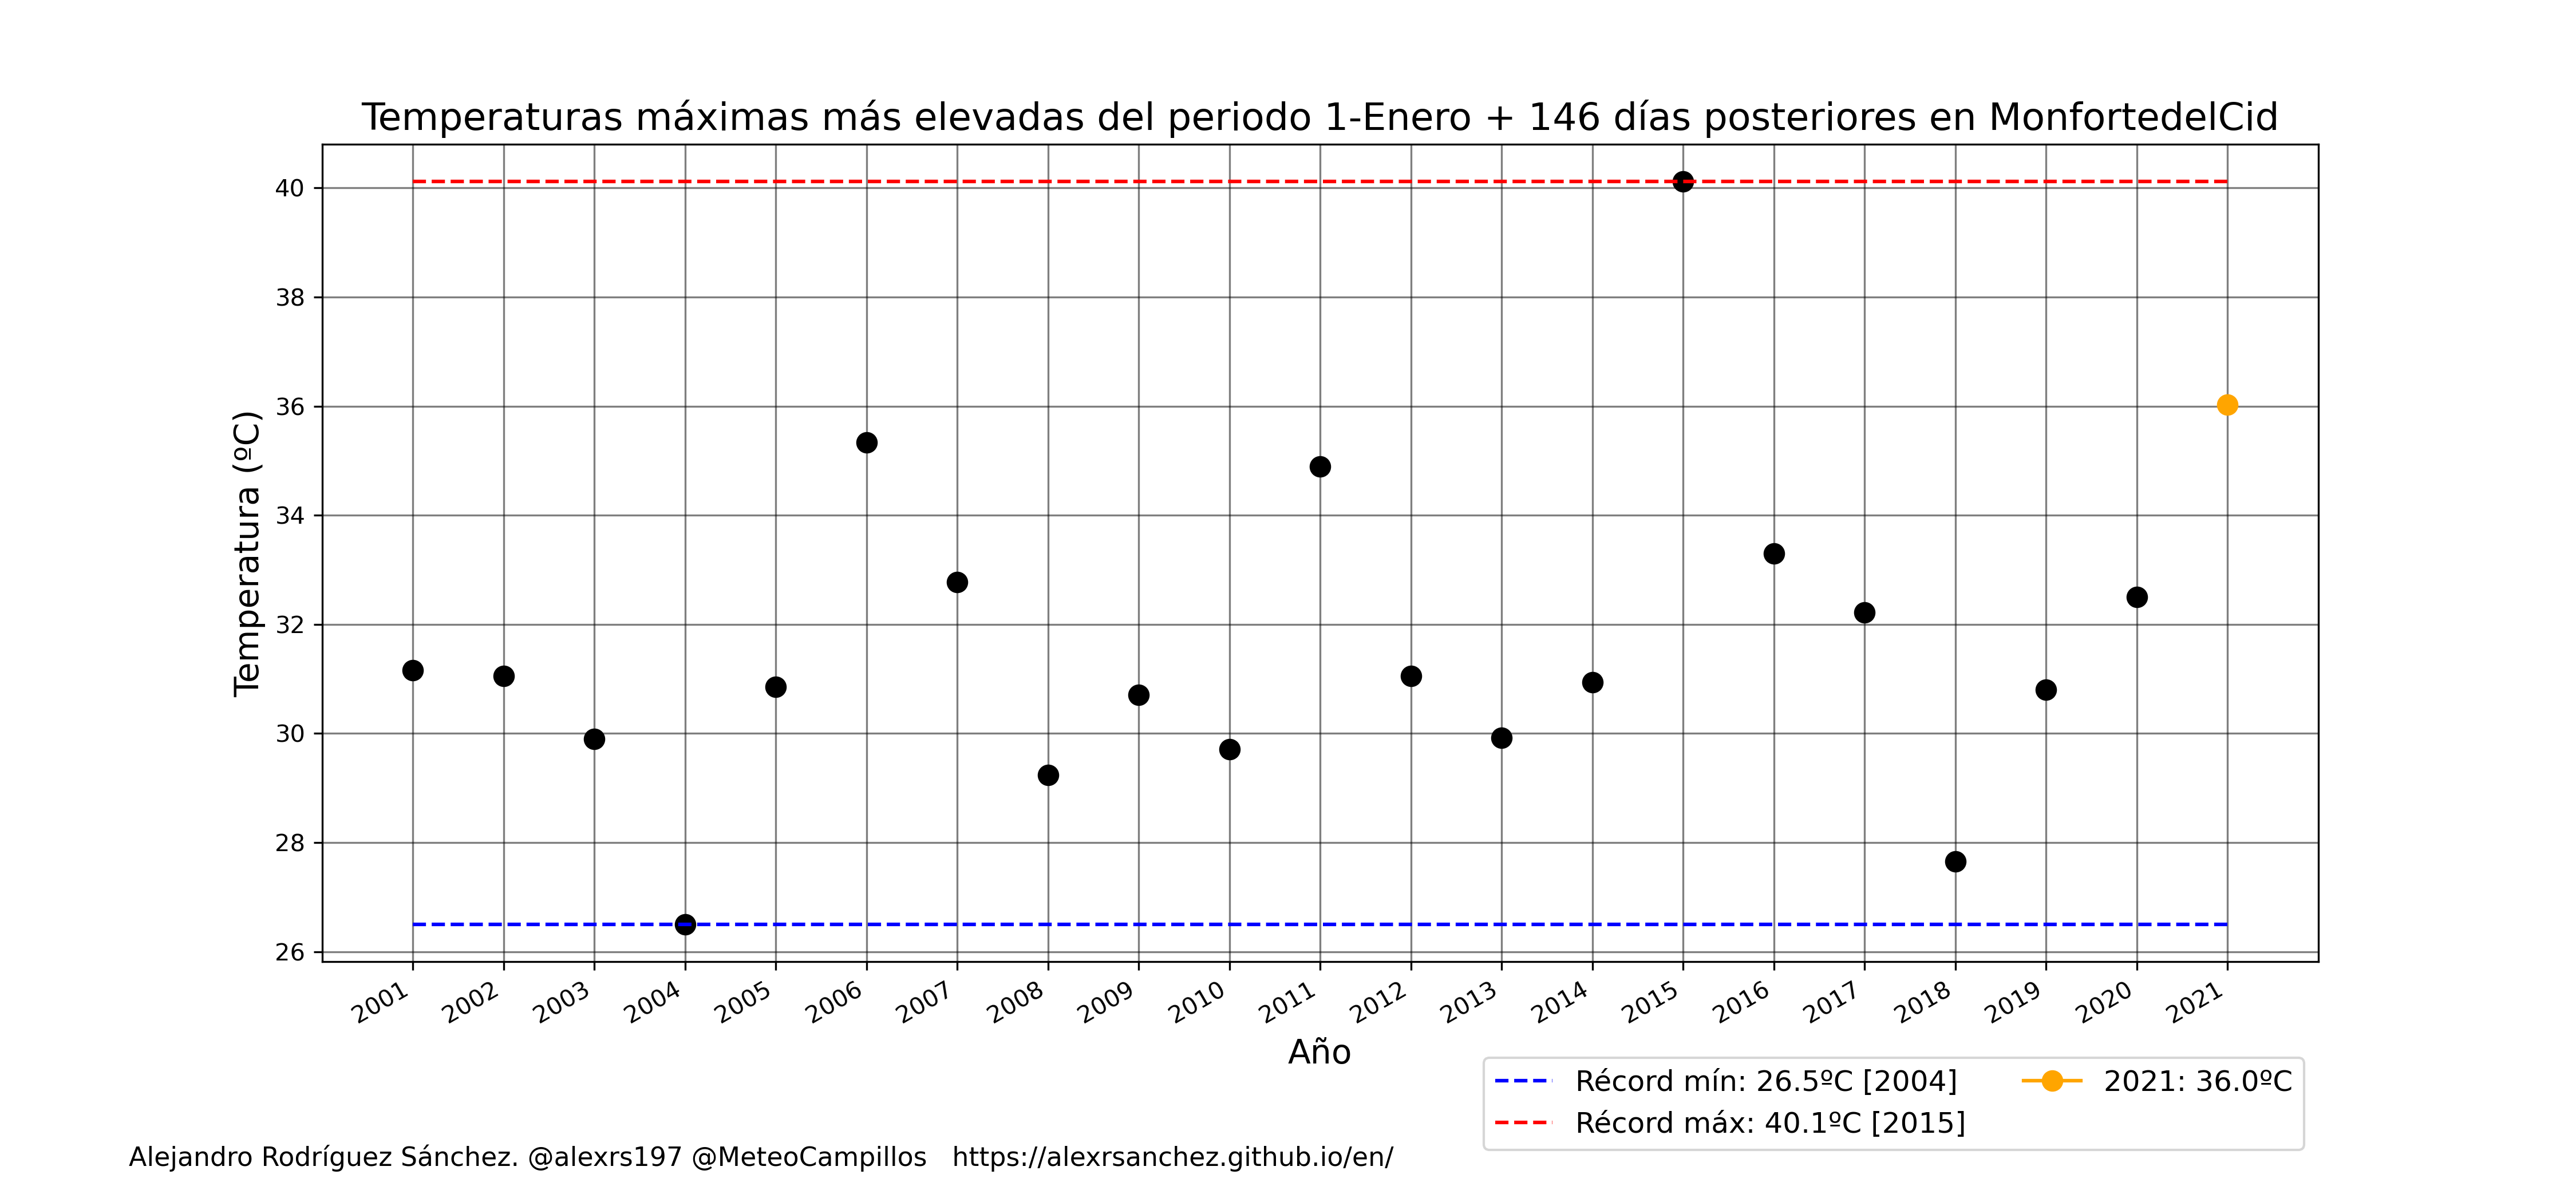 Temperaturas máximas más elevadas del periodo 1-Enero + 146 días posteriores en MonfortedelCid
Temperatura (ºC)
40
38
36
34
32
30
28
26
2001 2002 2003 2004 2005 2006 2007 2008 2009 2010 2011 2012 2013 2014 2015 2016 2017 2018 2019 2020 2021
Año
Récord mín: 26.5ºC [2004]
Récord máx: 40.1ºC [2015]
2021: 36.0ºC
Alejandro Rodríguez Sánchez. @alexrs197 @MeteoCampillos https://alexrsanchez.github.io/en/